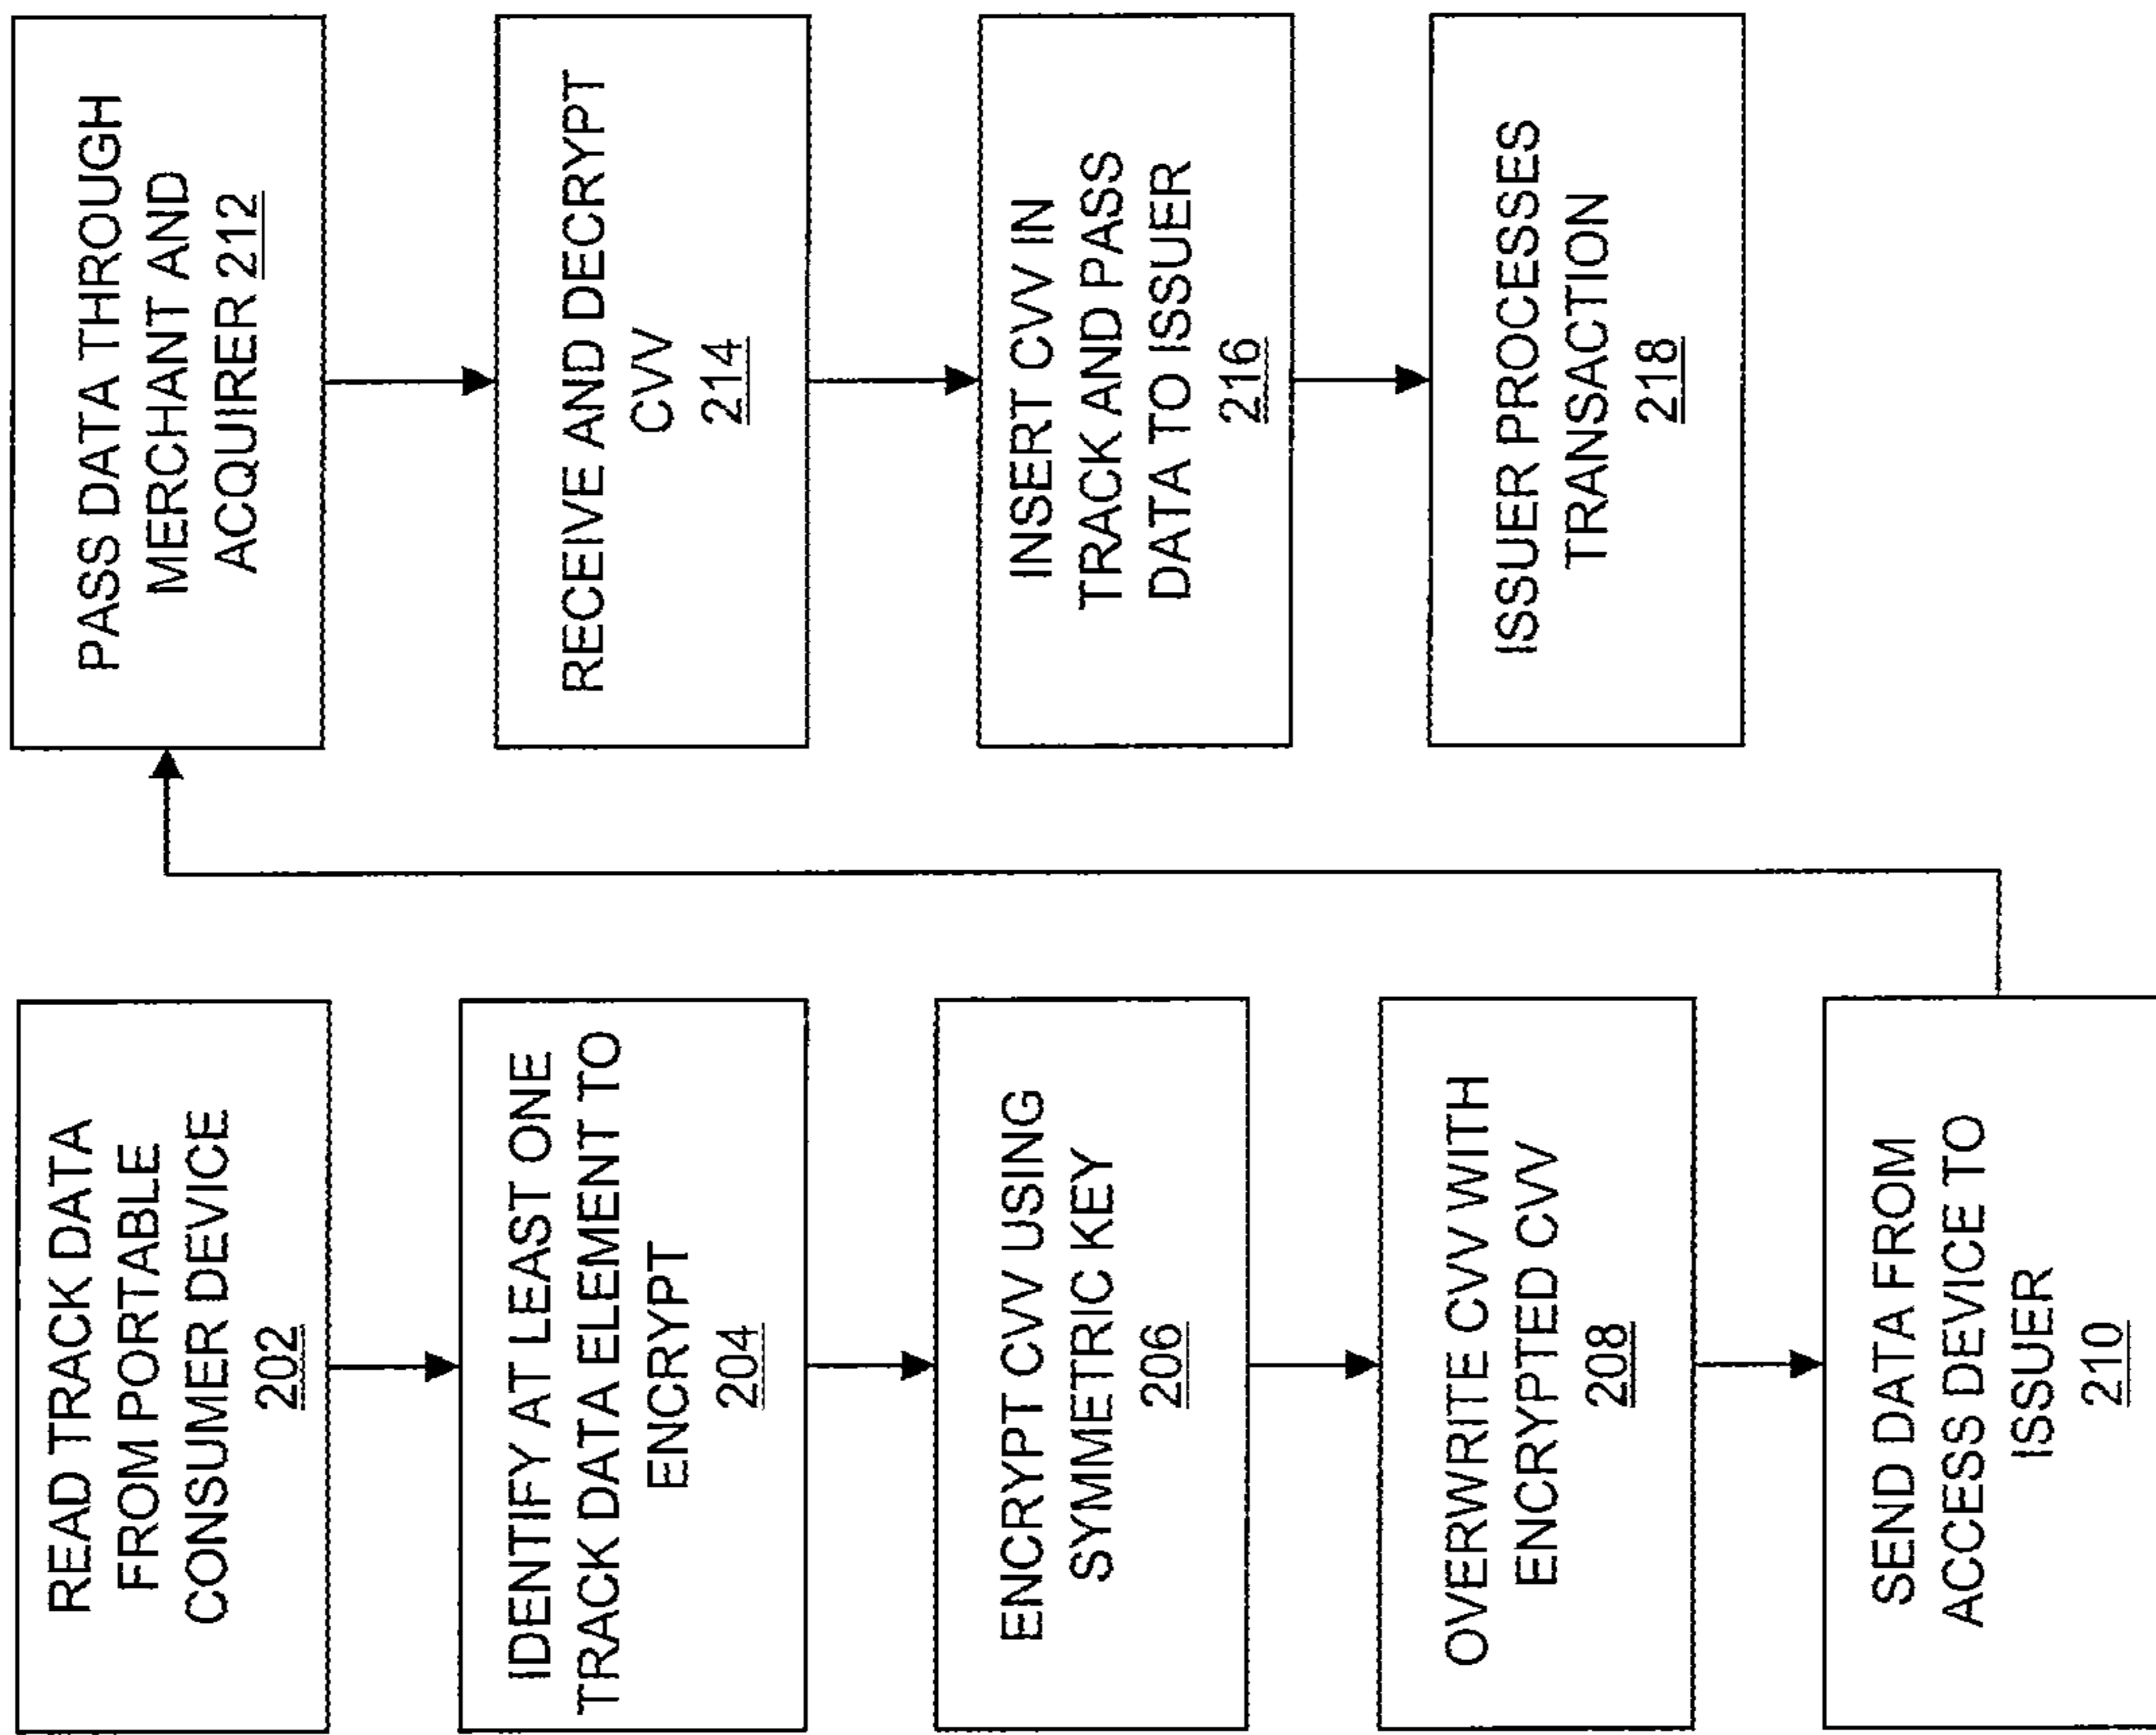 READ TRACK DATA
FROM PORTABLE
CONSUMER DEVICE
202
IDENTIFY AT LEAST ONE
TRACK DATA ELEMENT TO
ENCRYPT
204
ENCRYPT CVV USING
SYMMETRIC KEY
206
OVERWRITE CVV WITH
ENCRYPTED CVV
208
SEND DATA FROM
ACCESS DEVICE TO
ISSUER
210
PASS DATA THROUGH
MERCHANT AND
ACQUIRER 212
RECEIVE AND DECRYPT
CVV
214
INSERT CVV IN
TRACK AND PASS
DATA TO ISSUER
216
ISSUER PROCESSES
TRANSACTION
218